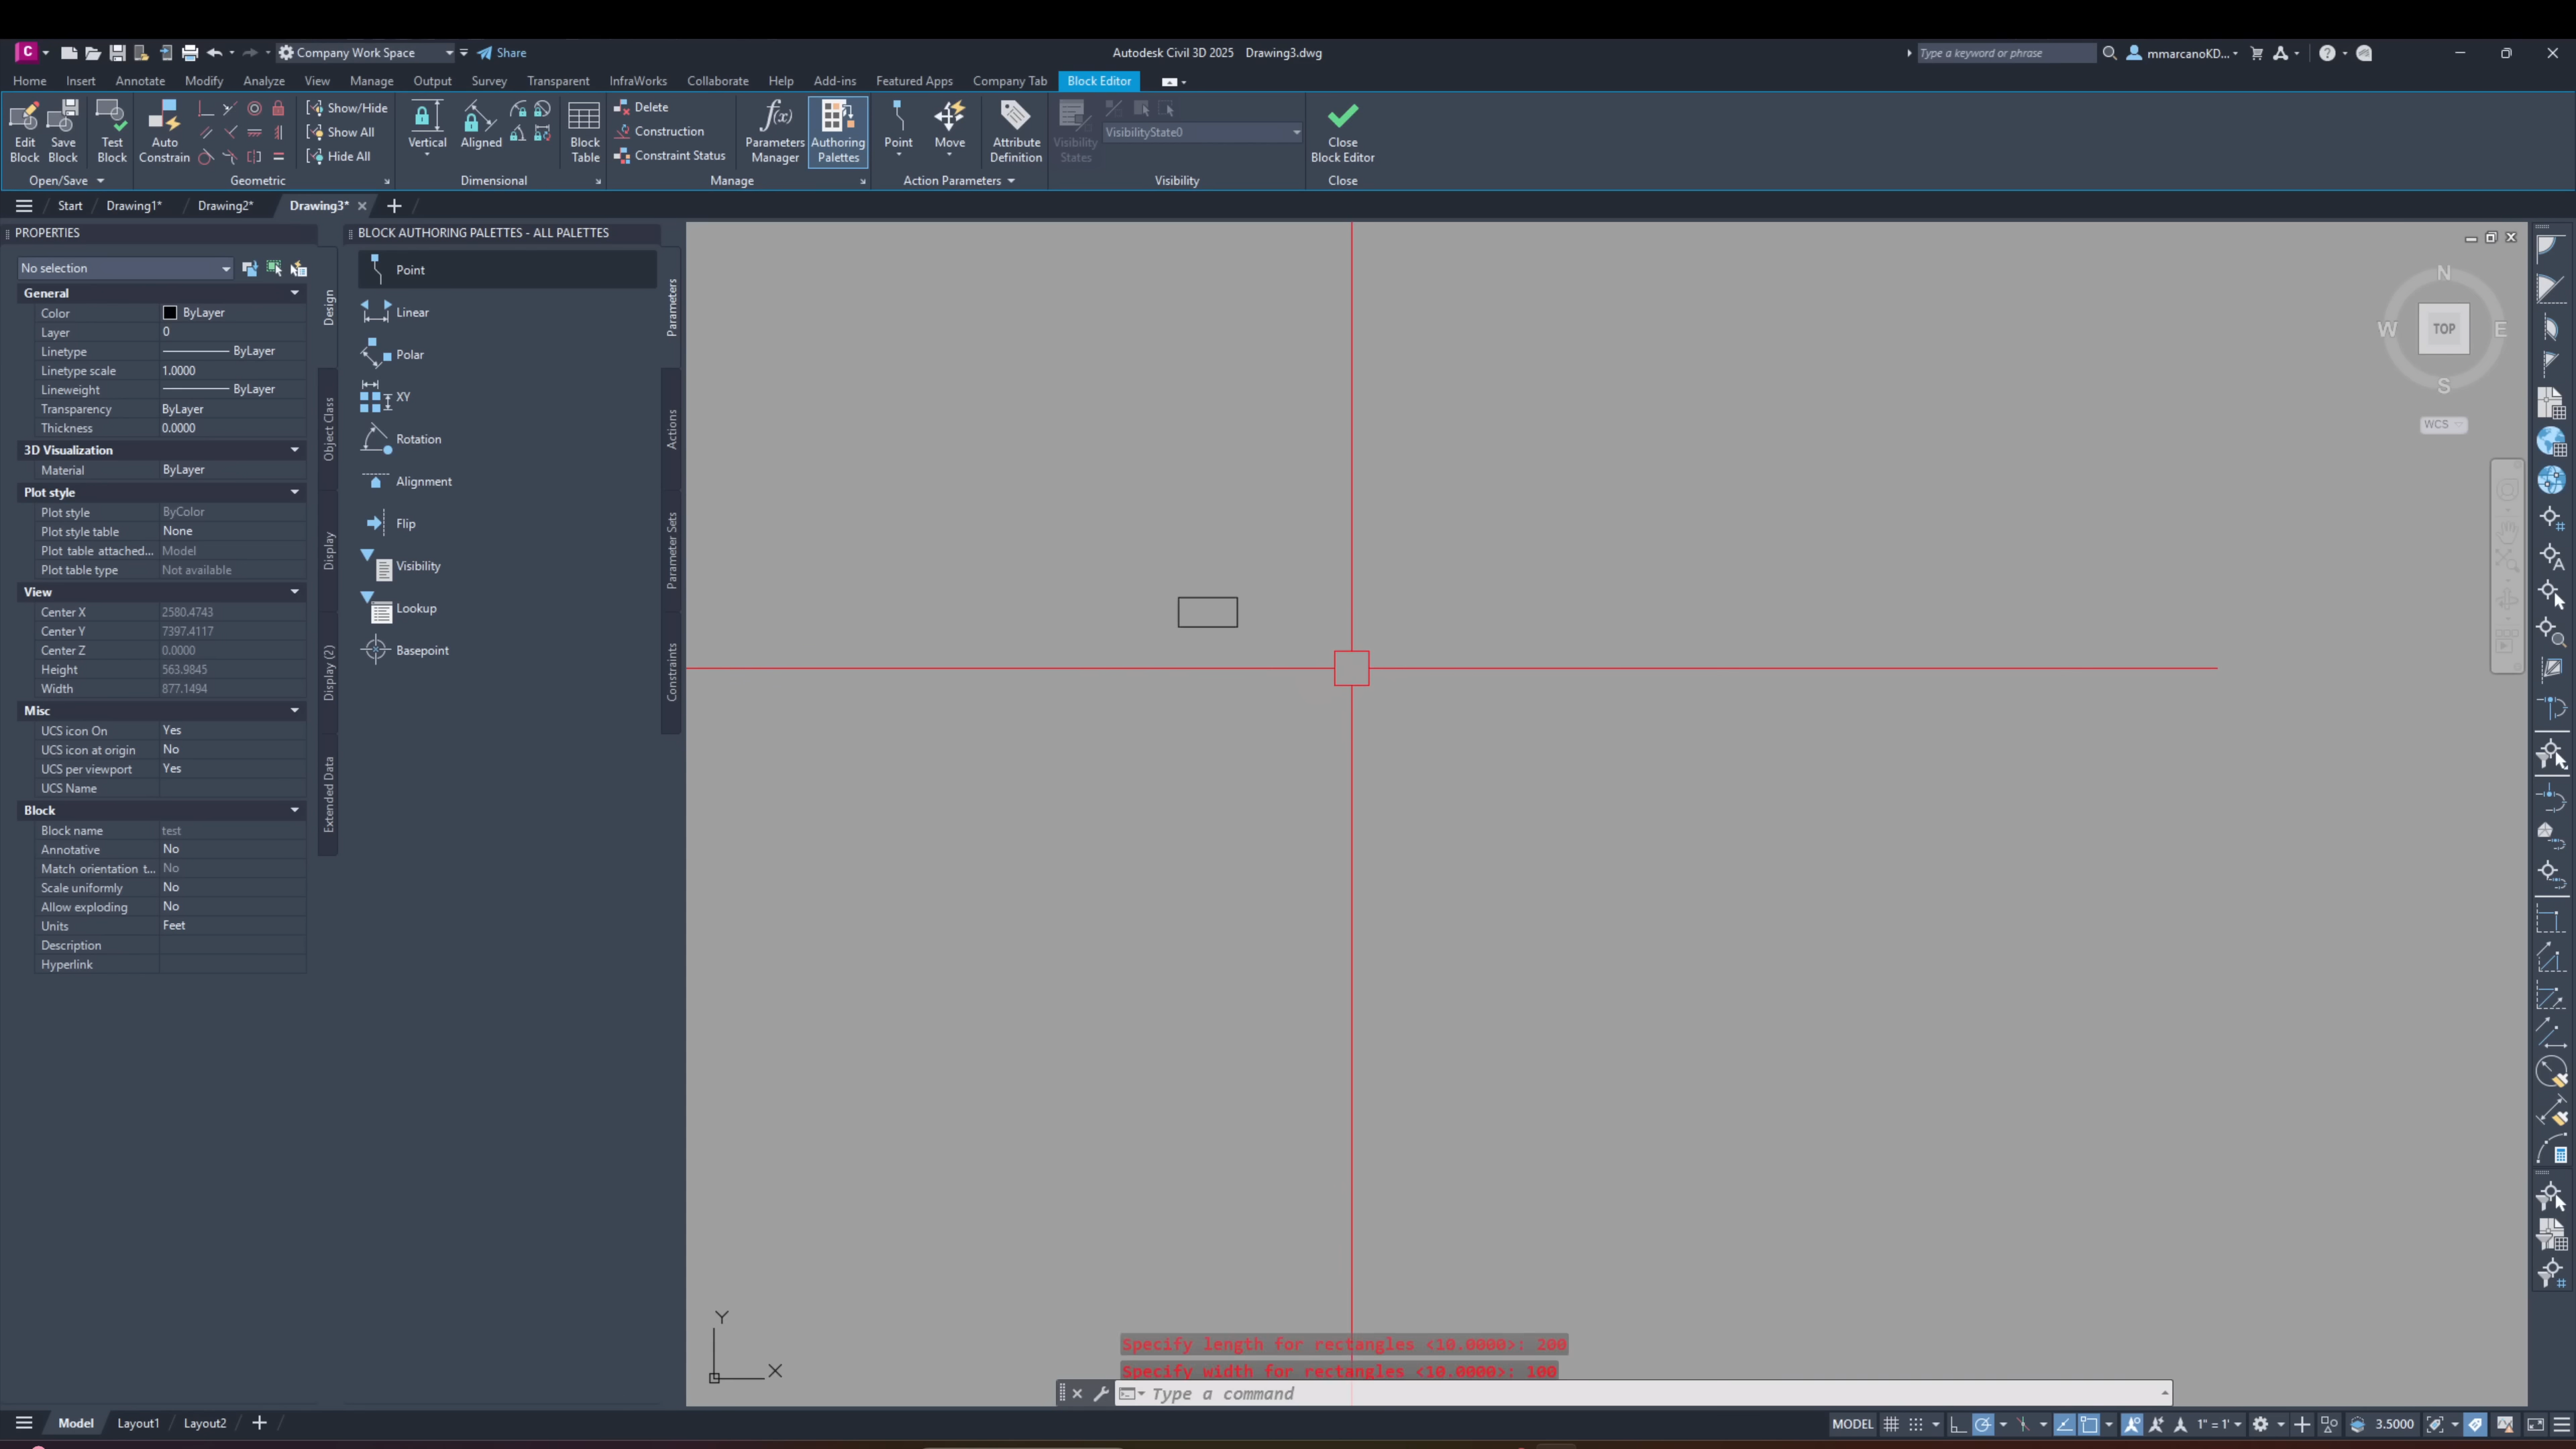 C
Company Work Space
Share
Autodesk Civil 3D 2025 Drawing3.dwg
Type a keyword or phrase
mmarcanoKD...
Home Insert Annotate Modify Analyze View Manage Output Survey Transparent InfraWorks Collaborate Help Add-ins Featured Apps Company Tab Block Editor
Edit Block
Save Block
Test Block
Open/Save
Auto Constrain
Show/Hide
Show All
Hide All
Geometric
Vertical
Aligned
Dimensional
Block Table
Delete
Construction
Constraint Status
f(x)
Parameters Manager
Authoring Palettes
Manage
Point
Move
Action Parameters
Attribute Definition
Visibility States
VisibilityState0
Visibility
Close Block Editor
Close
Start Drawing1* Drawing2* Drawing3*
PROPERTIES
No selection
General
Color ByLayer
Layer 0
Linetype ByLayer
Linetype scale 1.0000
Lineweight ByLayer
Transparency ByLayer
Thickness 0.0000
3D Visualization
Material ByLayer
Plot style
Plot style ByColor
Plot style table None
Plot table attached... Model
Plot table type Not available
View
Center X 2580.4743
Center Y 7397.4117
Center Z 0.0000
Height 563.9845
Width 877.1494
Misc
UCS icon On Yes
UCS icon at origin No
UCS per viewport Yes
UCS Name
Block
Block name test
Annotative No
Match orientation t... No
Scale uniformly No
Allow exploding No
Units Feet
Description
Hyperlink
Design
Object Class
Display
Display (2)
Extended Data
BLOCK AUTHORING PALETTES - ALL PALETTES
Point
Linear
Polar
XY
Rotation
Alignment
Flip
Visibility
Lookup
Basepoint
Parameters
Actions
Parameter Sets
Constraints
N
W TOP E
S
WCS
Y
X
Specify length for rectangles <10.0000>: 200
Specify width for rectangles <10.0000>: 100
Type a command
Model Layout1 Layout2
MODEL
1" = 1'
3.5000